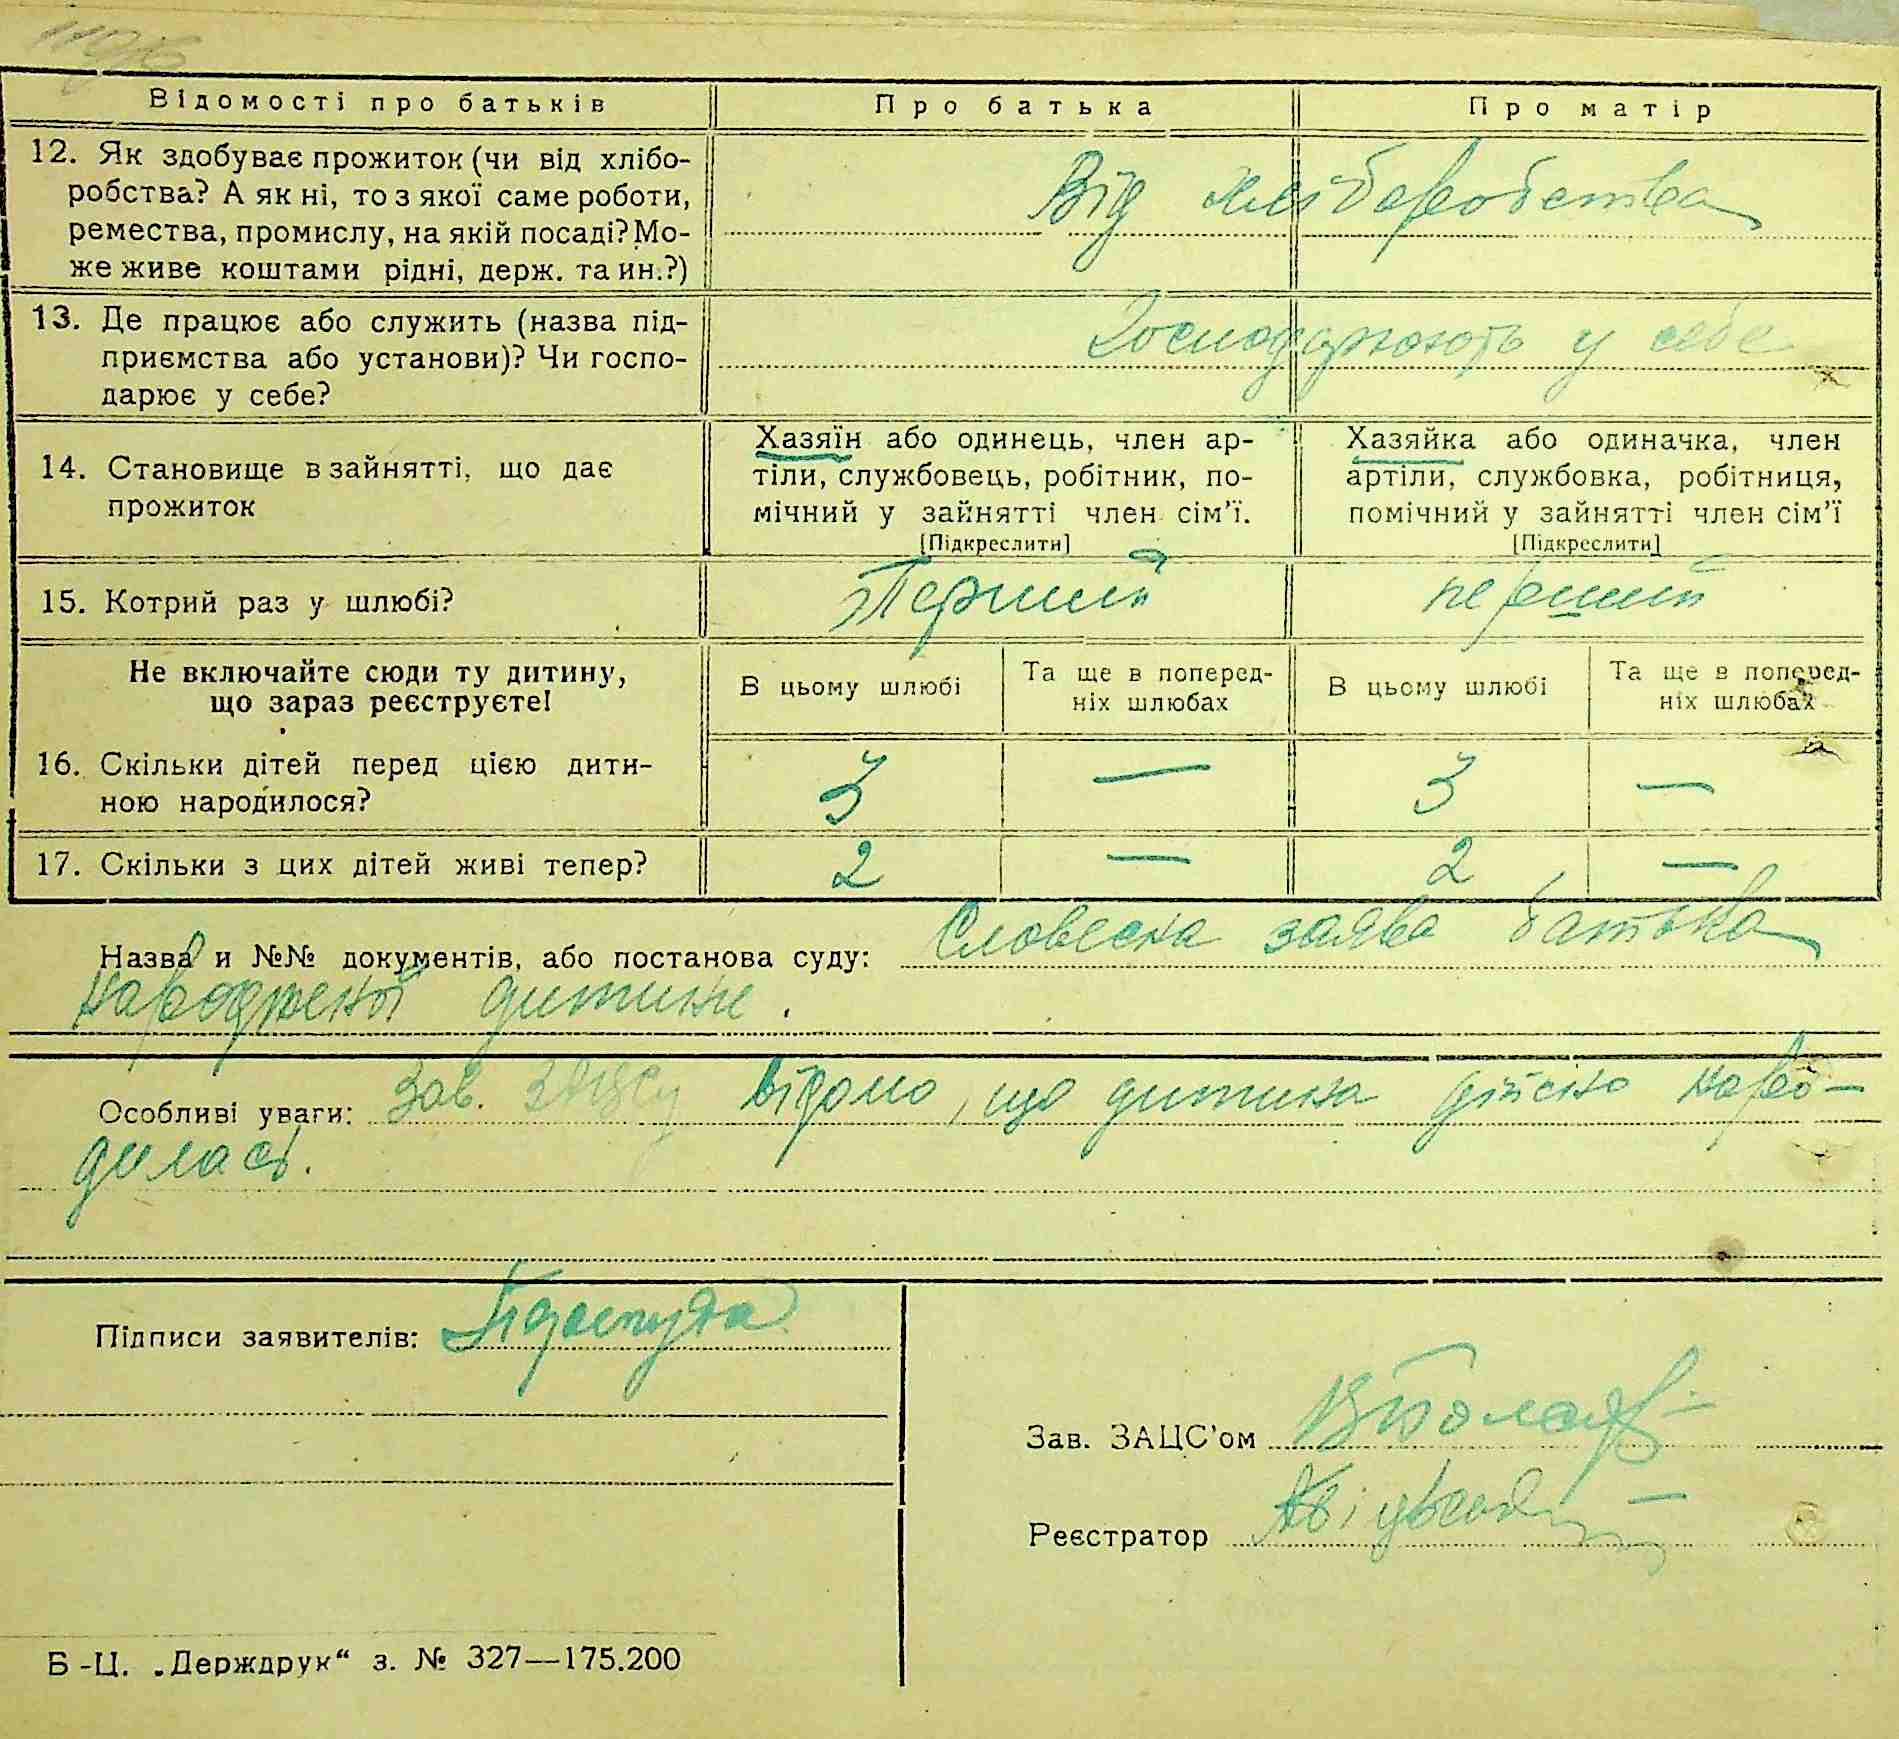 Відомості про батьків
Про батька
Про матір
12. Як здобуває прожиток (чи від хлібо-
робства? А як ні, то з якої саме роботи,
ремества, промислу, на якій посаді? Мо-
же живе коштами рідні, держ. та ин.?)
Від хліборобства
13. Де працює або служить (назва під-
приємства або установи)? Чи госпо-
дарює у себе?
Господарюють у себе
14. Становище в зайнятті, що дає
прожиток
Хазяїн або одинець, член ар-
тіли, службовець, робітник, по-
мічний у зайнятті член сім'ї.
[Підкреслити]
Хазяйка або одиначка, член
артіли, службовка, робітниця,
помічний у зайнятті член сім'ї
[Підкреслити]
15. Котрий раз у шлюбі?
Перший
перший
Не включайте сюди ту дитину,
що зараз реєструєте!
В цьому шлюбі
Та ще в поперед-
ніх шлюбах
В цьому шлюбі
Та ще в поперед-
ніх шлюбах
16. Скільки дітей перед цією дити-
ною народилося?
3 — 3 —
17. Скільки з цих дітей живі тепер?
2 — 2 —
Назва и №№ документів, або постанова суду: Словесна заява батька
народженої дитини.
Особливі уваги: Зав. ЗАЦСу відомо, що дитина дійсно наро-
дилась.
Підписи заявителів:
Зав. ЗАЦС'ом
Реєстратор
Б-Ц. „Держдрук“ з. № 327—175.200